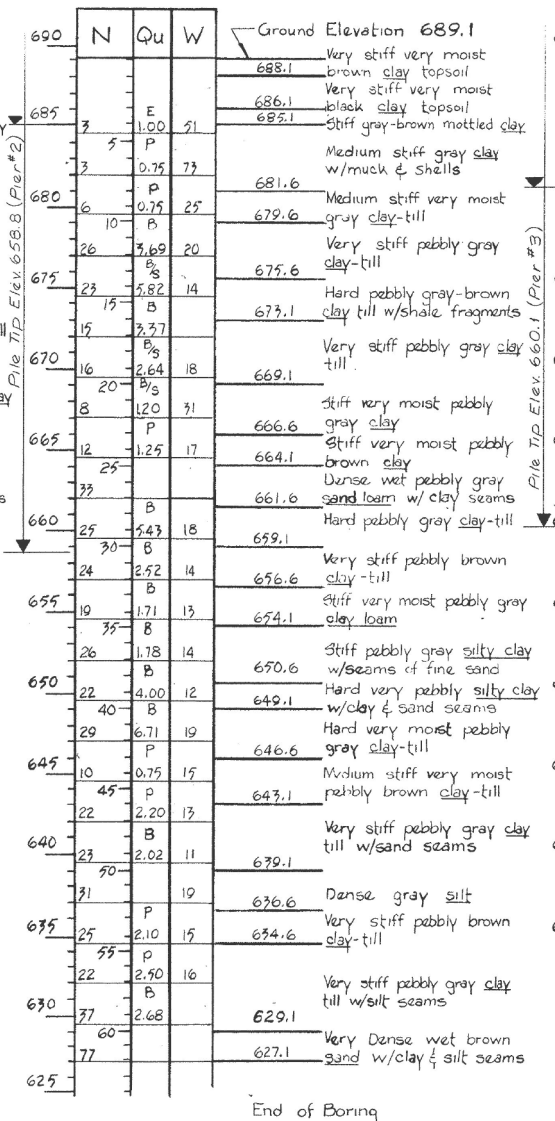 N Qu W
Ground Elevation 689.1
690
Very stiff very moist
brown clay topsoil
688.1
Very stiff very moist
black clay topsoil
686.1
685
E
685.1
Stiff gray-brown mottled clay
3 1.00 51
5 P
Medium stiff gray clay
w/muck & shells
3 0.75 73
681.6
680
P
6 0.75 25
Medium stiff very moist
gray clay-till
679.6
10 B
26 3.69 20
Very stiff pebbly gray
clay-till
675.6
B/S
675
23 5.82 14
Hard pebbly gray-brown
clay till w/shale fragments
15 B
673.1
15 3.37
Very stiff pebbly gray clay
till
B/S
670
16 2.64 18
669.1
20 B/S
8 1.20 31
Stiff very moist pebbly
gray clay
666.6
P
665
12 1.25 17
Stiff very moist pebbly
brown clay
664.1
25
33
Dense wet pebbly gray
sand loam w/ clay seams
661.6
B
660
25 5.43 18
Hard pebbly gray clay-till
659.1
30 B
24 2.52 14
Very stiff pebbly brown
clay-till
656.6
B
655
19 1.71 13
Stiff very moist pebbly gray
clay loam
654.1
35 B
26 1.78 14
Stiff pebbly gray silty clay
w/seams of fine sand
650.6
B
650
22 4.00 12
Hard very pebbly silty clay
w/clay & sand seams
649.1
40 B
29 6.71 19
Hard very moist pebbly
gray clay-till
646.6
P
645
10 0.75 15
Medium stiff very moist
pebbly brown clay-till
643.1
45 P
22 2.20 13
B
Very stiff pebbly gray clay
till w/sand seams
640
23 2.02 11
639.1
50
31 19
Dense gray silt
636.6
P
635
25 2.10 15
Very stiff pebbly brown
clay-till
634.6
55 P
22 2.50 16
B
Very stiff pebbly gray clay
till w/silt seams
630
37 2.68
629.1
60
77
Very Dense wet brown
sand w/clay & silt seams
627.1
625
End of Boring
Pile Tip Elev. 658.8 (Pier #2)
Pile Tip Elev. 660.1 (Pier #3)